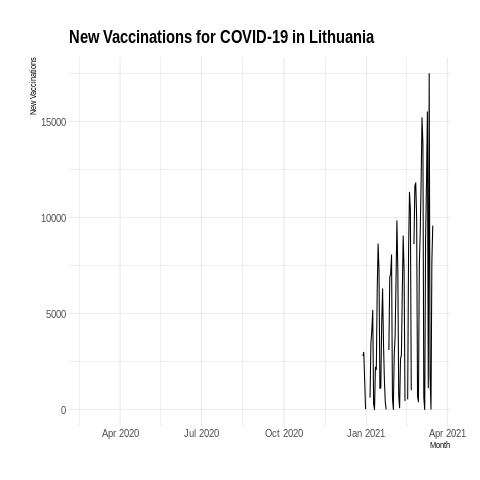 New Vaccinations for COVID-19 in Lithuania
New Vaccinations
15000
10000
5000
0
Apr 2020
Jul 2020
Oct 2020
Jan 2021
Apr 2021
Month